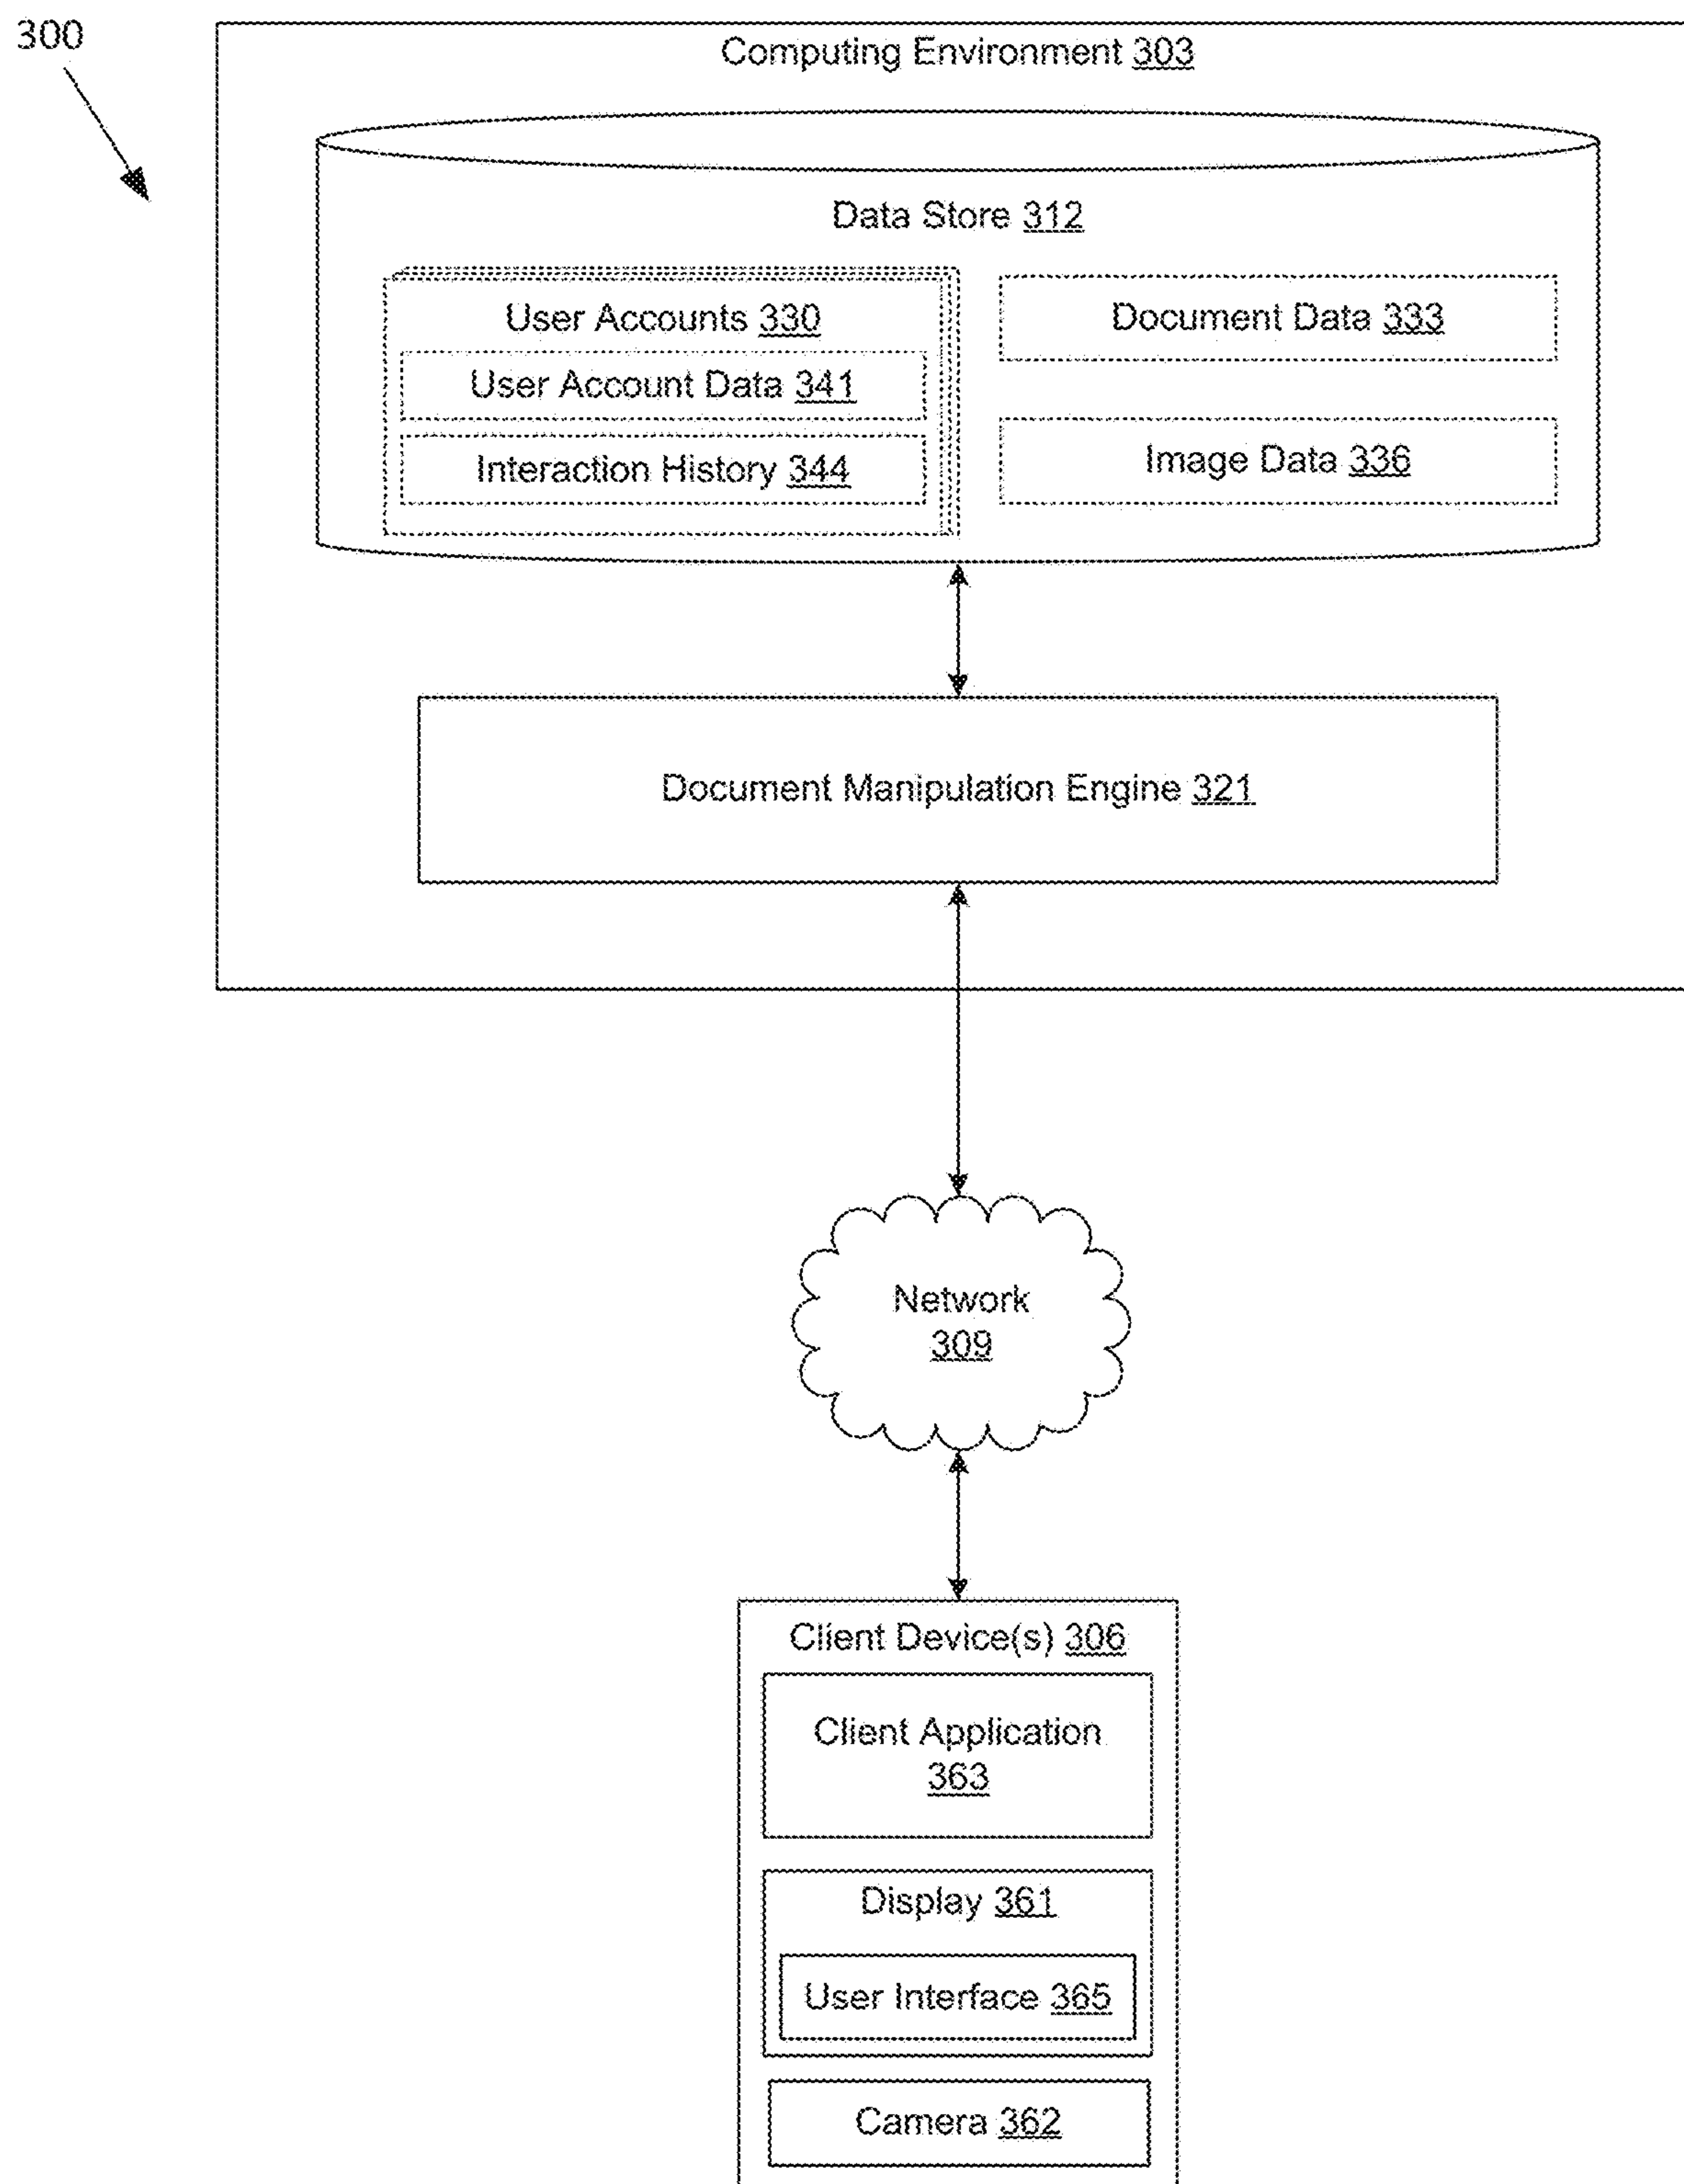 300
Computing Environment 303
Data Store 312
User Accounts 330
User Account Data 341
Interaction History 344
Document Data 333
Image Data 336
Document Manipulation Engine 321
Network
309
Client Device(s) 306
Client Application
363
Display 361
User Interface 365
Camera 362